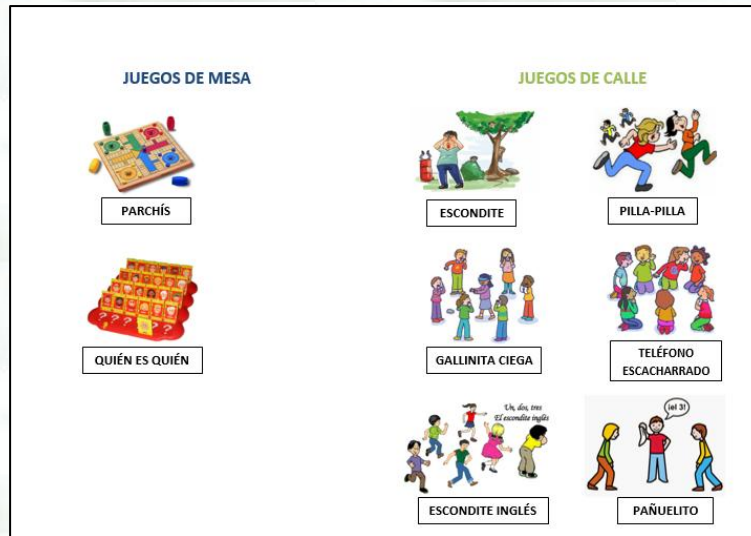 JUEGOS DE MESA
JUEGOS DE CALLE
PARCHÍS
ESCONDITE
PILLA-PILLA
QUIÉN ES QUIÉN
GALLINITA CIEGA
TELÉFONO
ESCACHARRADO
Un, dos, tres
El escondite inglés
¡el 3!
ESCONDITE INGLÉS
PAÑUELITO